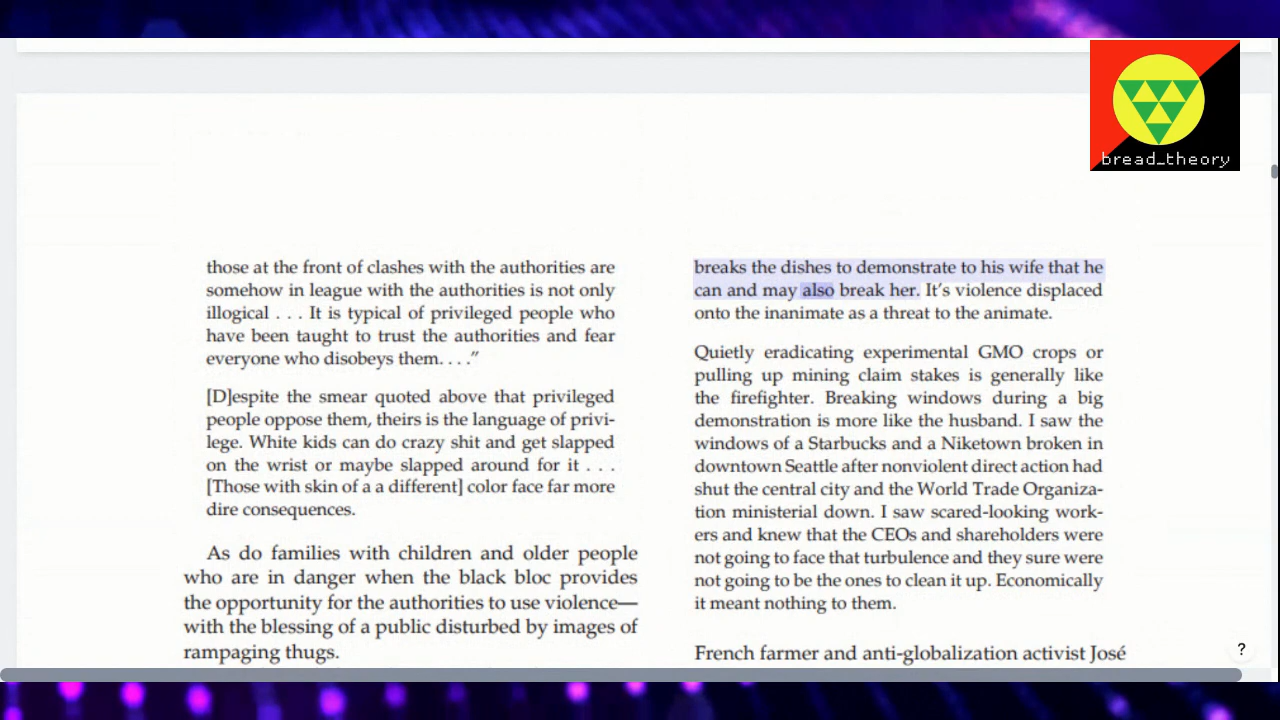 bread_theory
those at the front of clashes with the authorities are
somehow in league with the authorities is not only
illogical . . . It is typical of privileged people who
have been taught to trust the authorities and fear
everyone who disobeys them. . . ."
[D]espite the smear quoted above that privileged
people oppose them, theirs is the language of privi-
lege. White kids can do crazy shit and get slapped
on the wrist or maybe slapped around for it . . .
[Those with skin of a a different] color face far more
dire consequences.
As do families with children and older people
who are in danger when the black bloc provides
the opportunity for the authorities to use violence—
with the blessing of a public disturbed by images of
rampaging thugs.
breaks the dishes to demonstrate to his wife that he
can and may also break her. It's violence displaced
onto the inanimate as a threat to the animate.
Quietly eradicating experimental GMO crops or
pulling up mining claim stakes is generally like
the firefighter. Breaking windows during a big
demonstration is more like the husband. I saw the
windows of a Starbucks and a Niketown broken in
downtown Seattle after nonviolent direct action had
shut the central city and the World Trade Organiza-
tion ministerial down. I saw scared-looking work-
ers and knew that the CEOs and shareholders were
not going to face that turbulence and they sure were
not going to be the ones to clean it up. Economically
it meant nothing to them.
French farmer and anti-globalization activist José
?